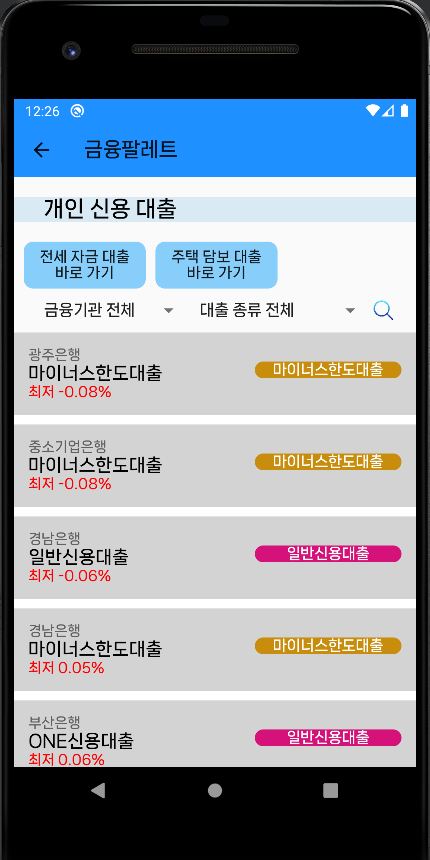 12:26
금융팔레트
개인 신용 대출
전세 자금 대출
바로 가기
주택 담보 대출
바로 가기
금융기관 전체
대출 종류 전체
광주은행
마이너스한도대출
최저 -0.08%
마이너스한도대출
중소기업은행
마이너스한도대출
최저 -0.08%
마이너스한도대출
경남은행
일반신용대출
최저 -0.06%
일반신용대출
경남은행
마이너스한도대출
최저 0.05%
마이너스한도대출
부산은행
ONE신용대출
최저 0.06%
일반신용대출